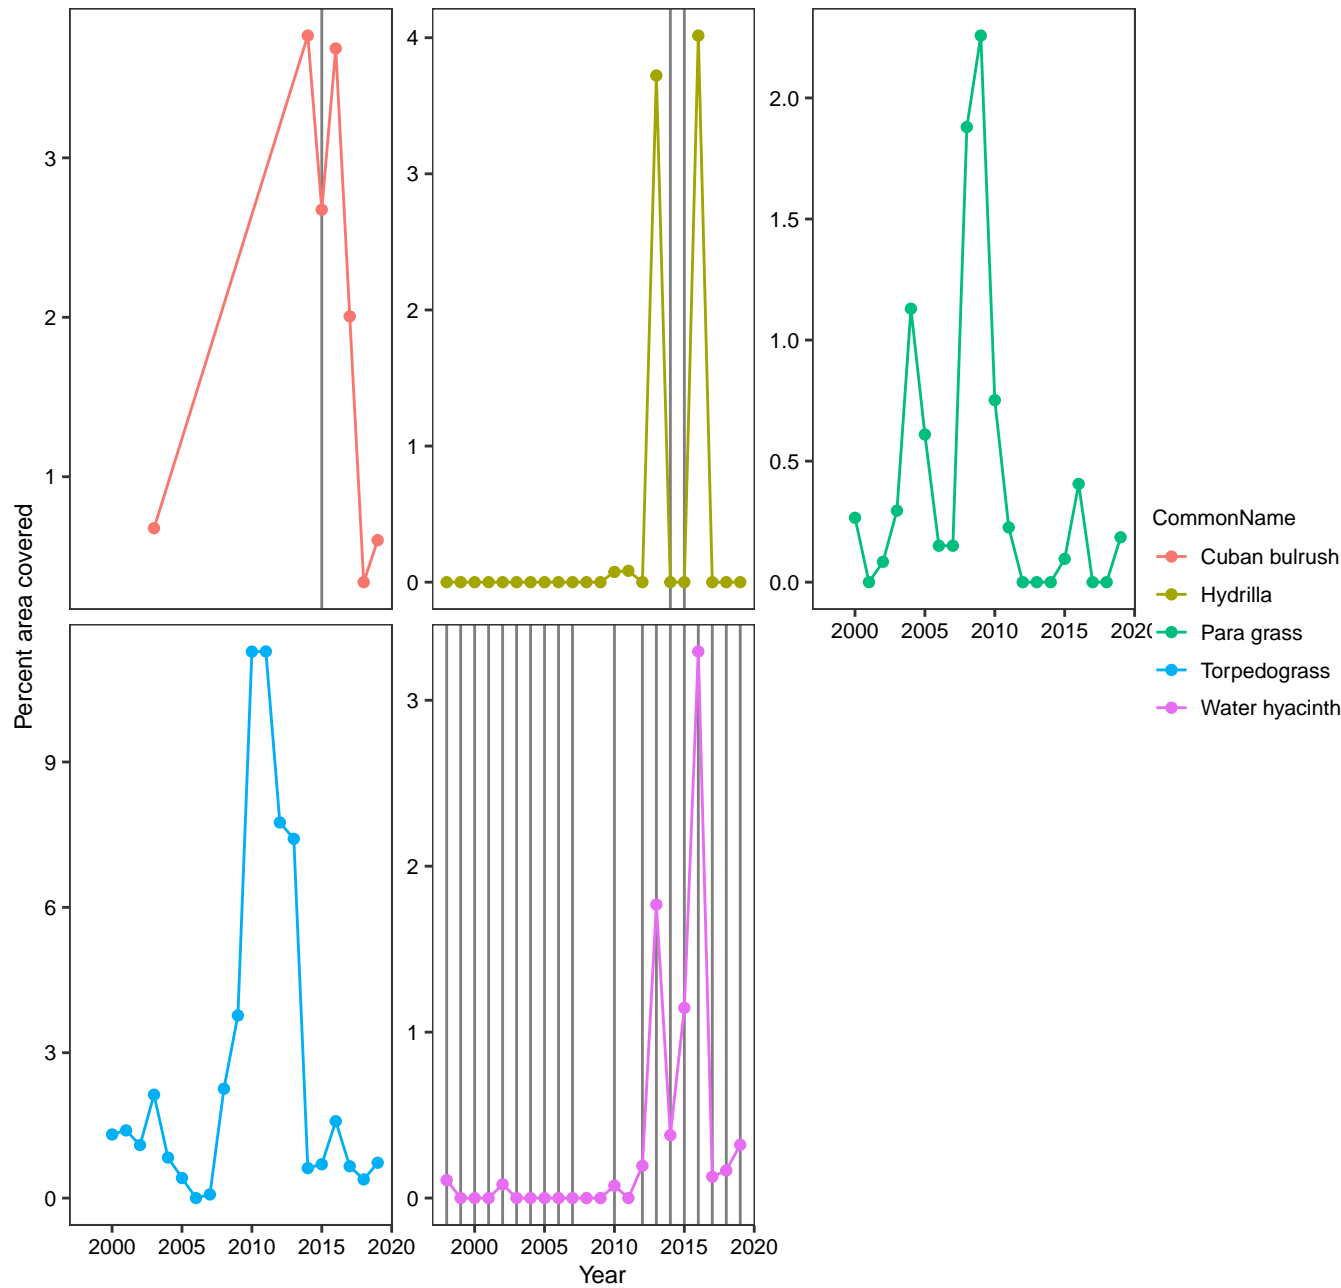 Percent area covered
3
2
1
4
3
2
1
0
2.0
1.5
1.0
0.5
0.0
2000 2005 2010 2015 2020
9
6
3
0
2000 2005 2010 2015 2020
3
2
1
0
2000 2005 2010 2015 2020
Year
CommonName
Cuban bulrush
Hydrilla
Para grass
Torpedograss
Water hyacinth